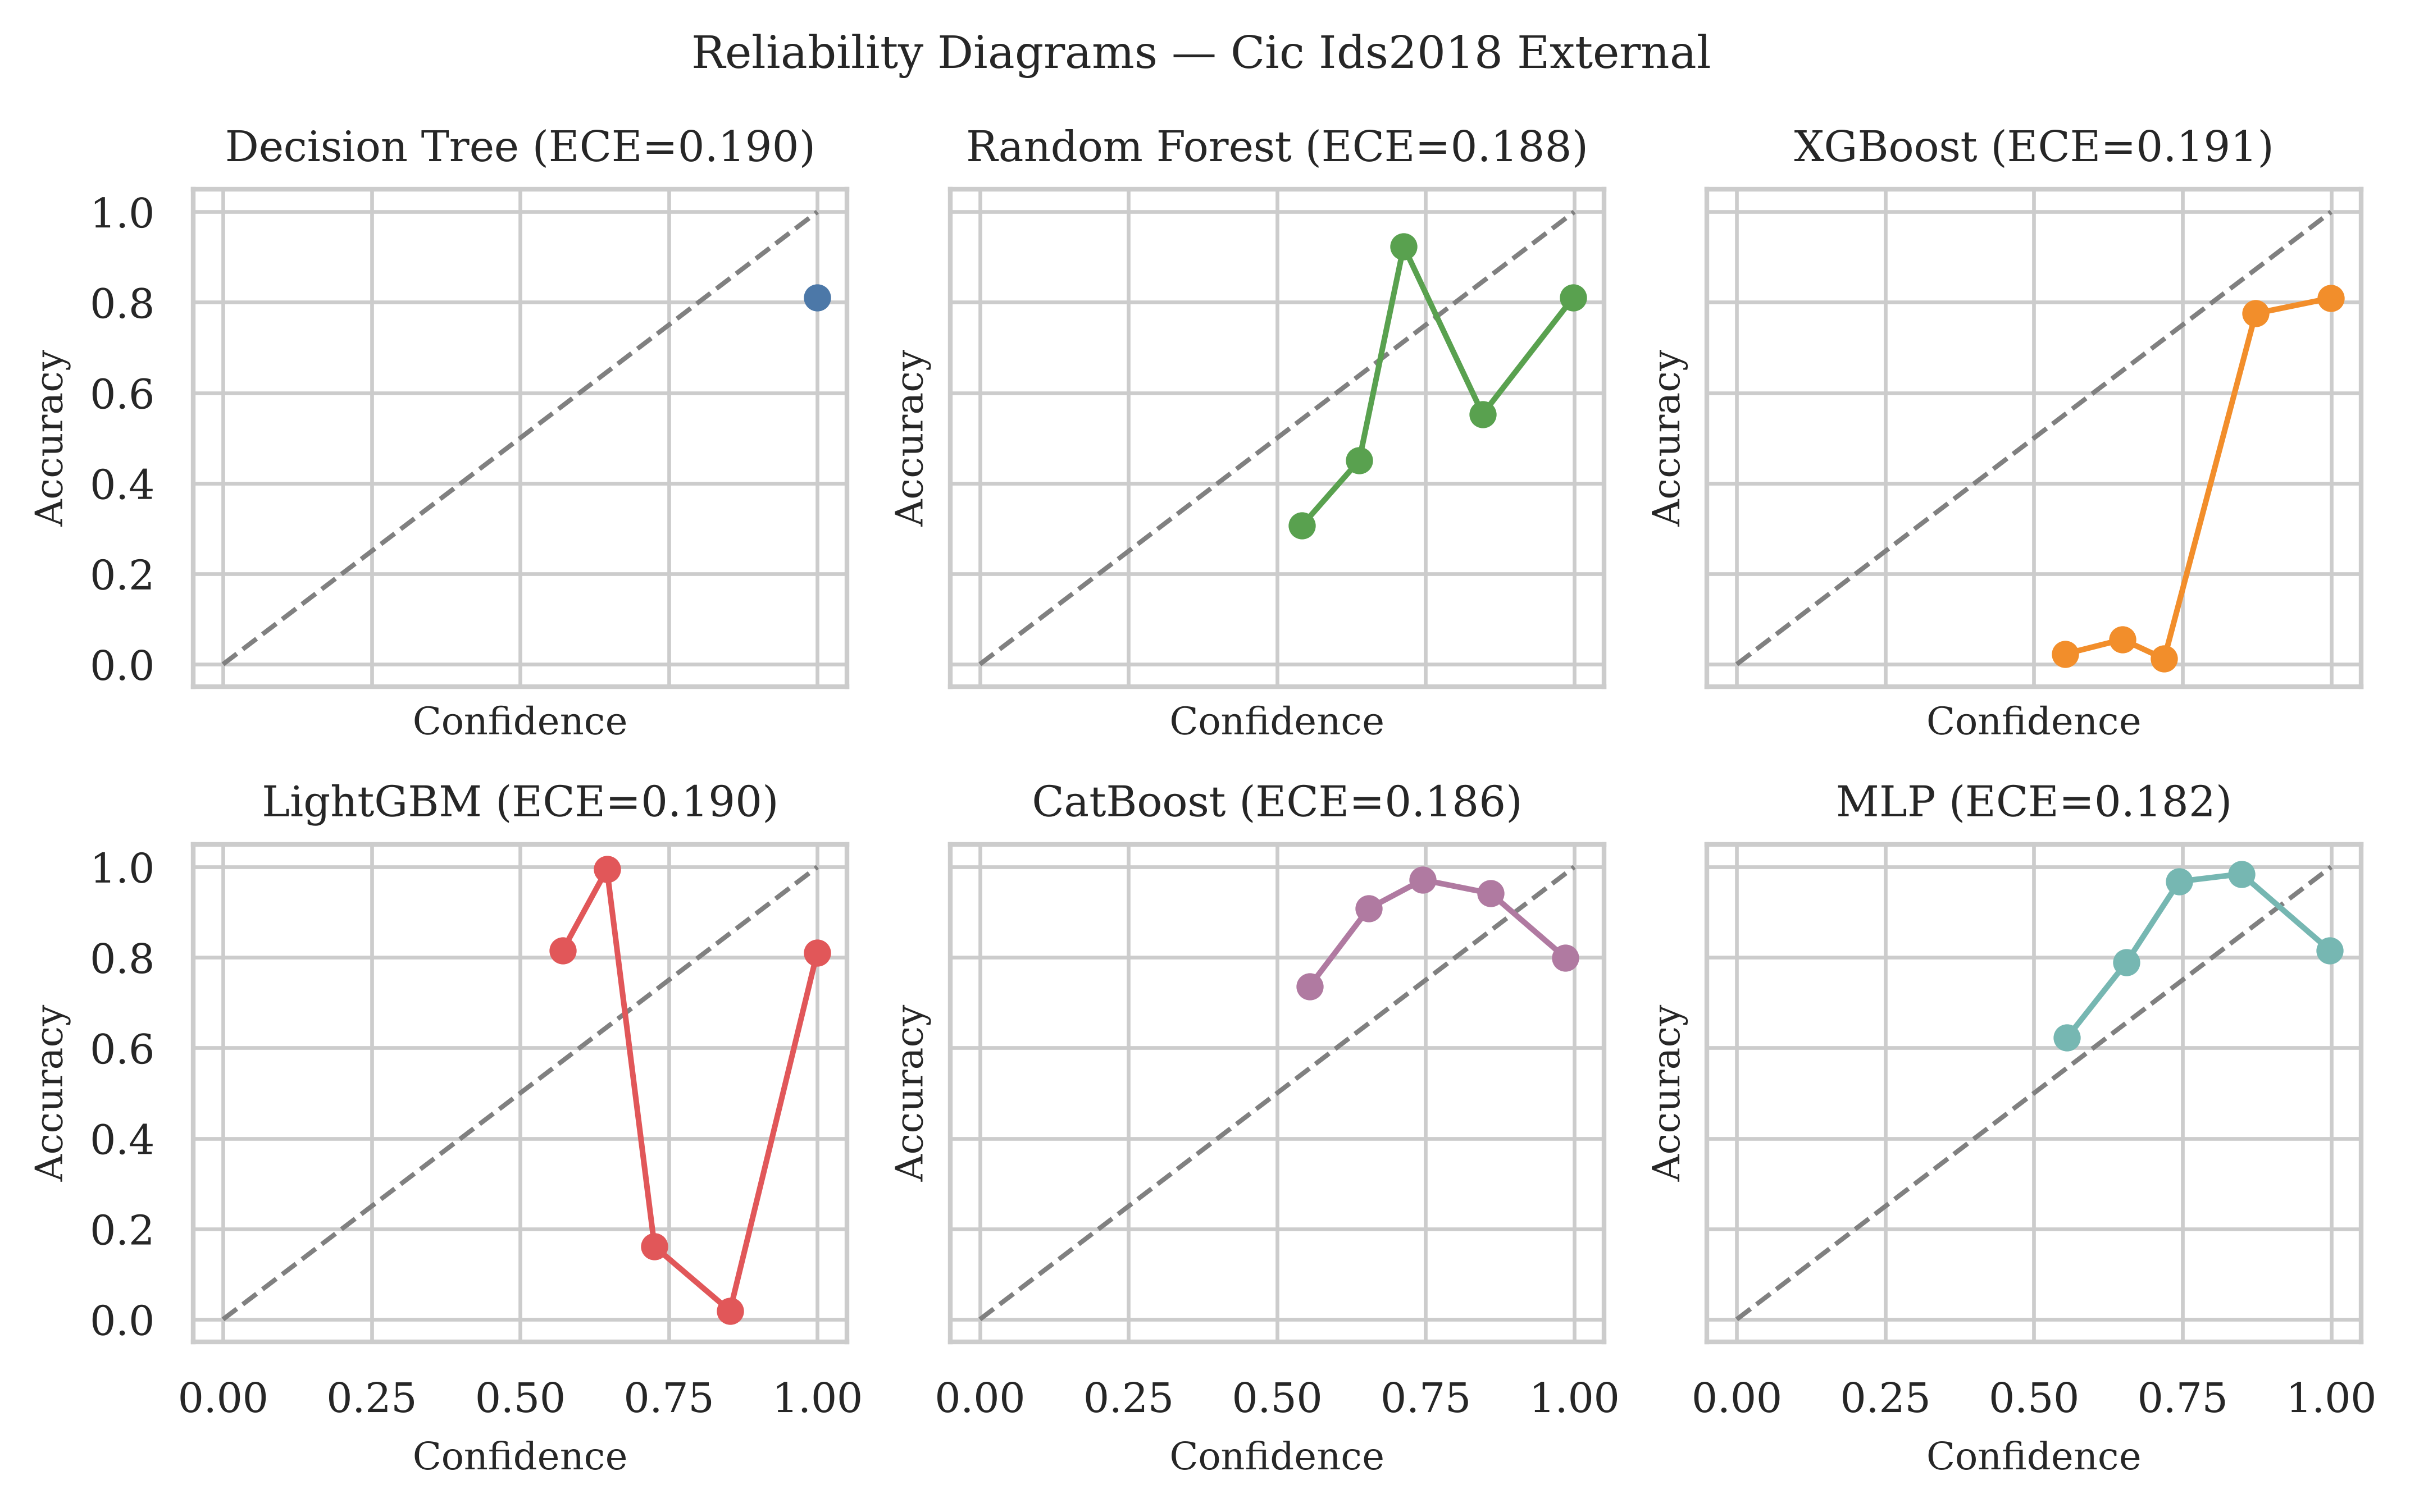 Reliability Diagrams — Cic Ids2018 External
Decision Tree (ECE=0.190)
Random Forest (ECE=0.188)
XGBoost (ECE=0.191)
1.0
0.8
0.6
0.4
0.2
0.0
Accuracy
Accuracy
Accuracy
Confidence
Confidence
Confidence
LightGBM (ECE=0.190)
CatBoost (ECE=0.186)
MLP (ECE=0.182)
1.0
0.8
0.6
0.4
0.2
0.0
Accuracy
Accuracy
Accuracy
0.00 0.25 0.50 0.75 1.00
0.00 0.25 0.50 0.75 1.00
0.00 0.25 0.50 0.75 1.00
Confidence
Confidence
Confidence